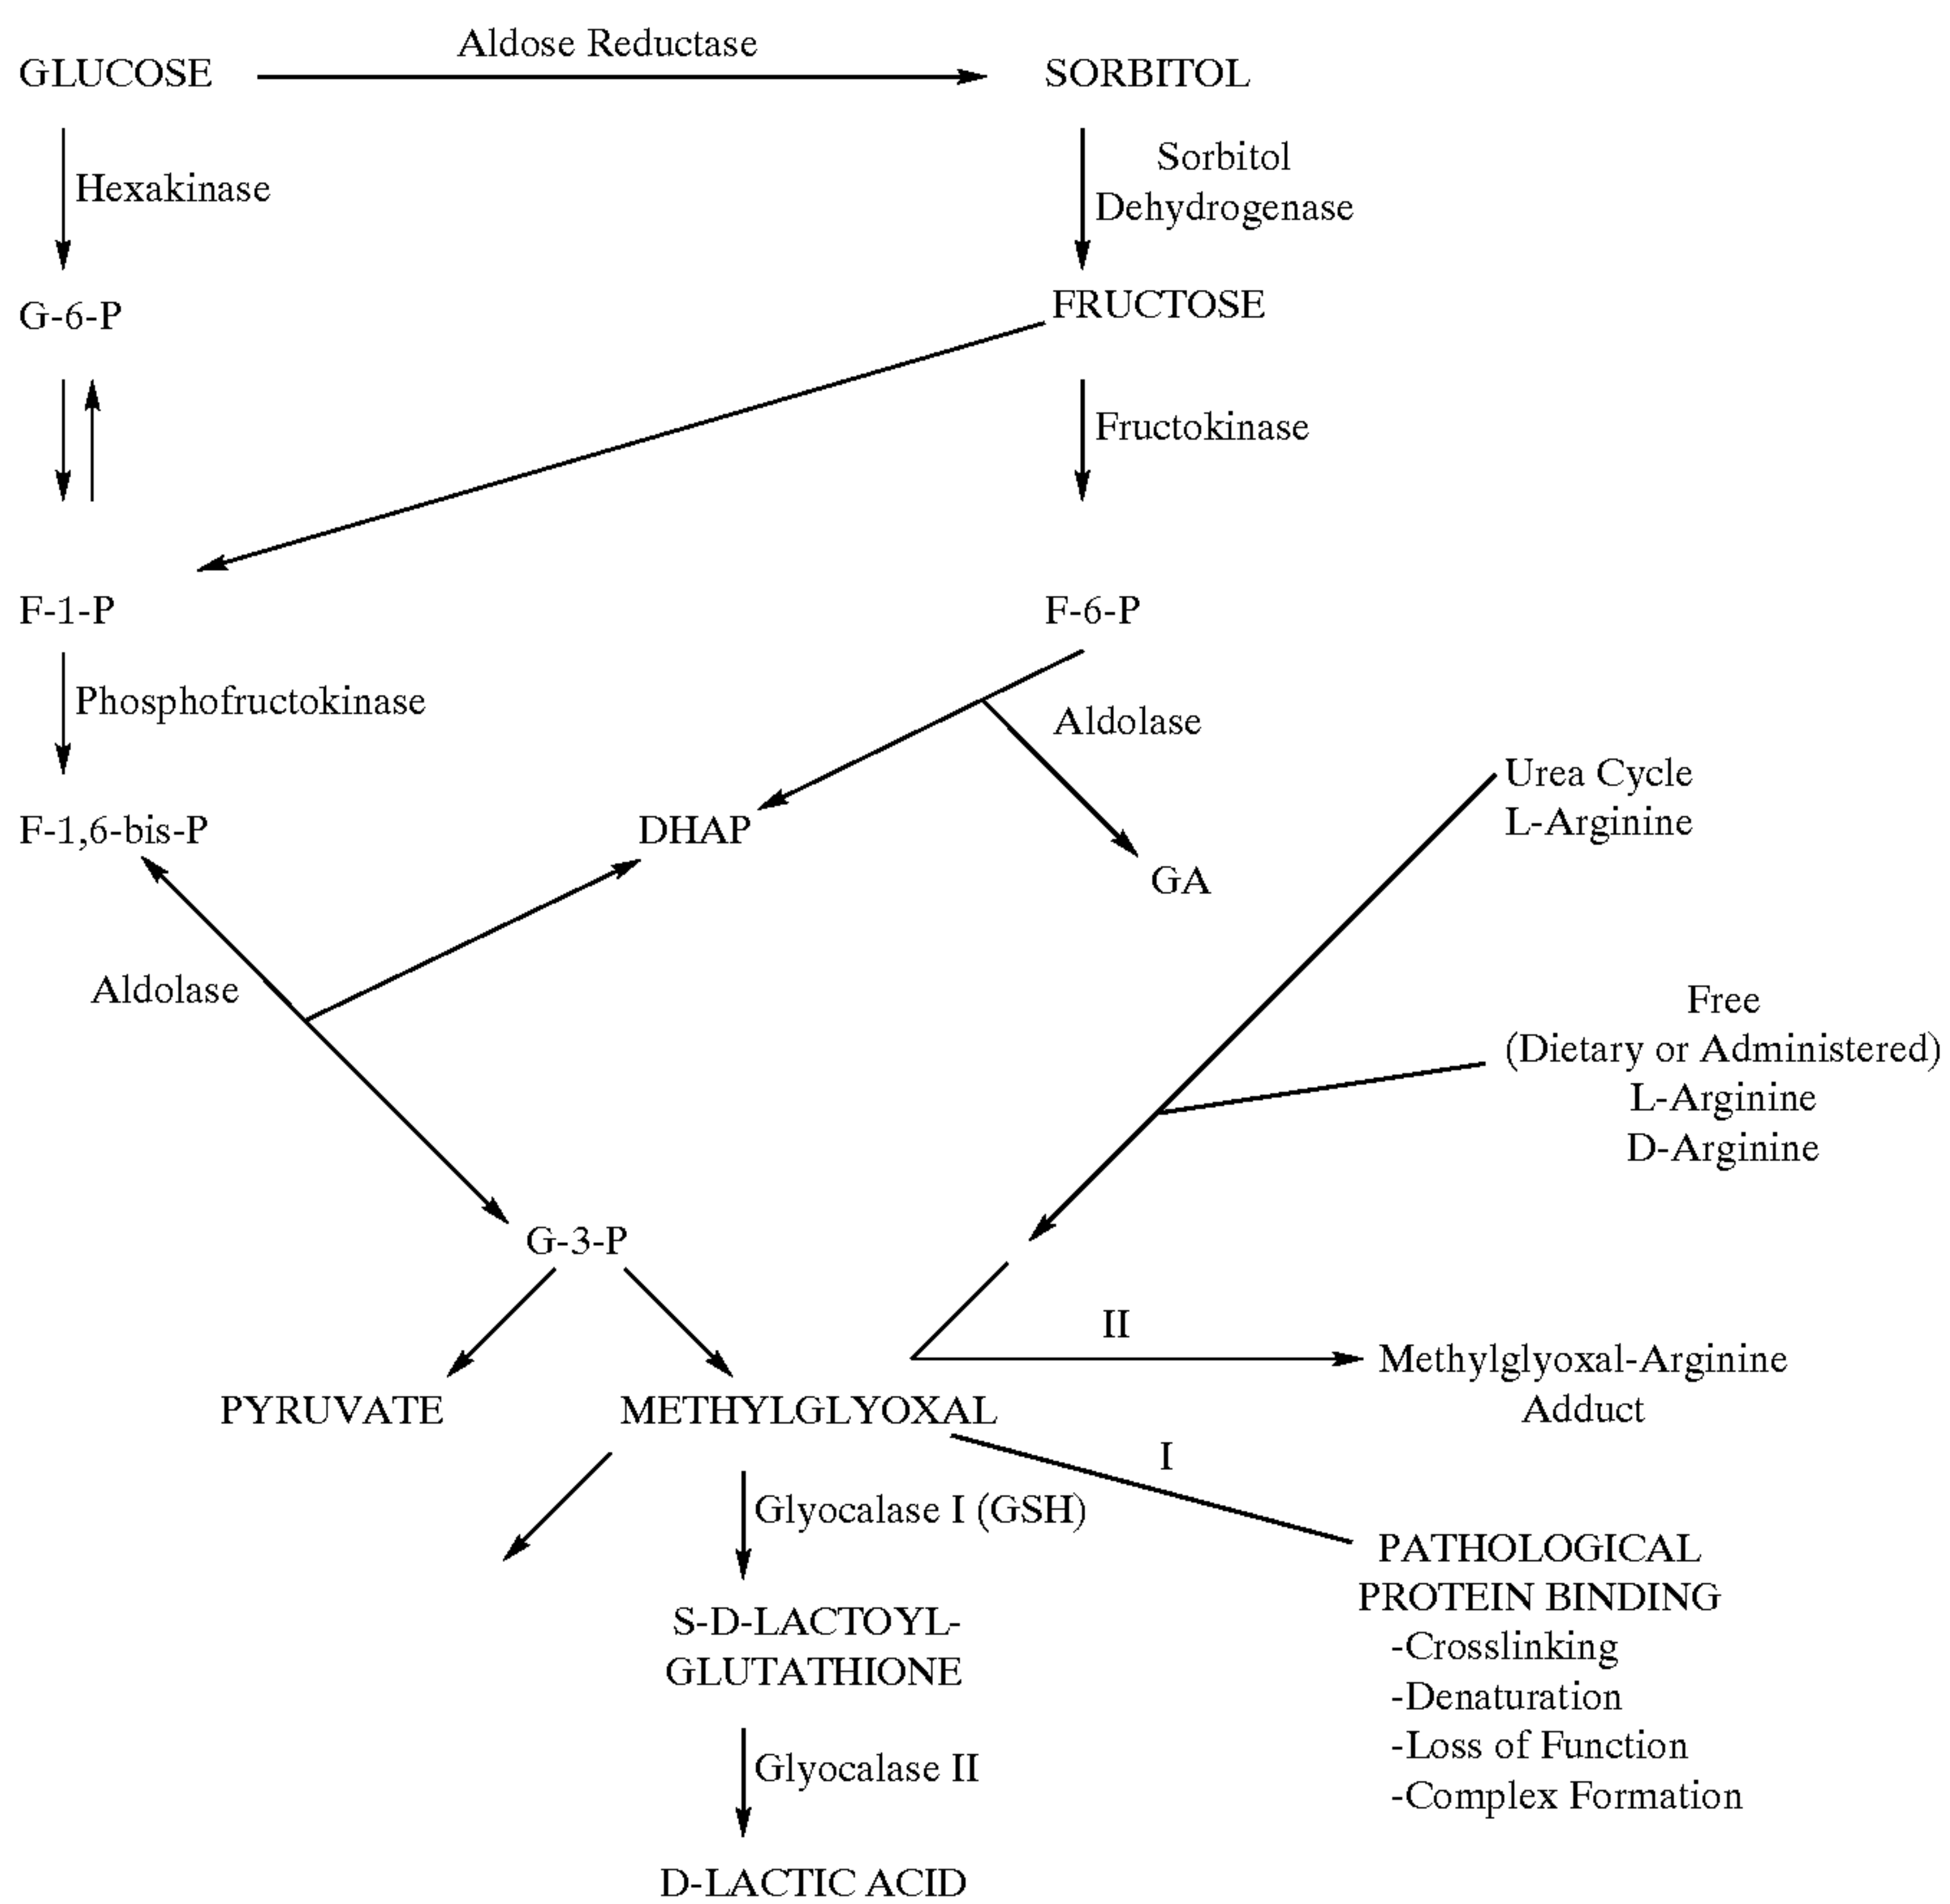 Aldose Reductase
GLUCOSE
SORBITOL
Hexakinase
Sorbitol
Dehydrogenase
G-6-P
FRUCTOSE
Fructokinase
F-1-P
F-6-P
Phosphofructokinase
Aldolase
Urea Cycle
L-Arginine
F-1,6-bis-P
DHAP
GA
Aldolase
Free
(Dietary or Administered)
L-Arginine
D-Arginine
G-3-P
II
Methylglyoxal-Arginine
Adduct
PYRUVATE
METHYLGLYOXAL
I
Glyocalase I (GSH)
PATHOLOGICAL
PROTEIN BINDING
-Crosslinking
-Denaturation
-Loss of Function
-Complex Formation
S-D-LACTOYL-
GLUTATHIONE
Glyocalase II
D-LACTIC ACID